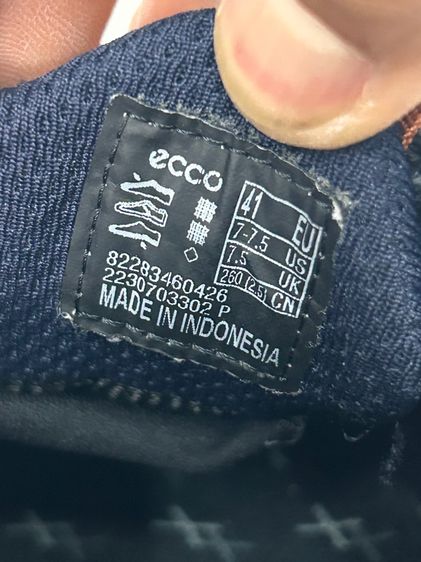 ecco
41 EU
7-7.5 US
7.5 UK
260 (2.5) CN
82283460426
2230703302 P
MADE IN INDONESIA